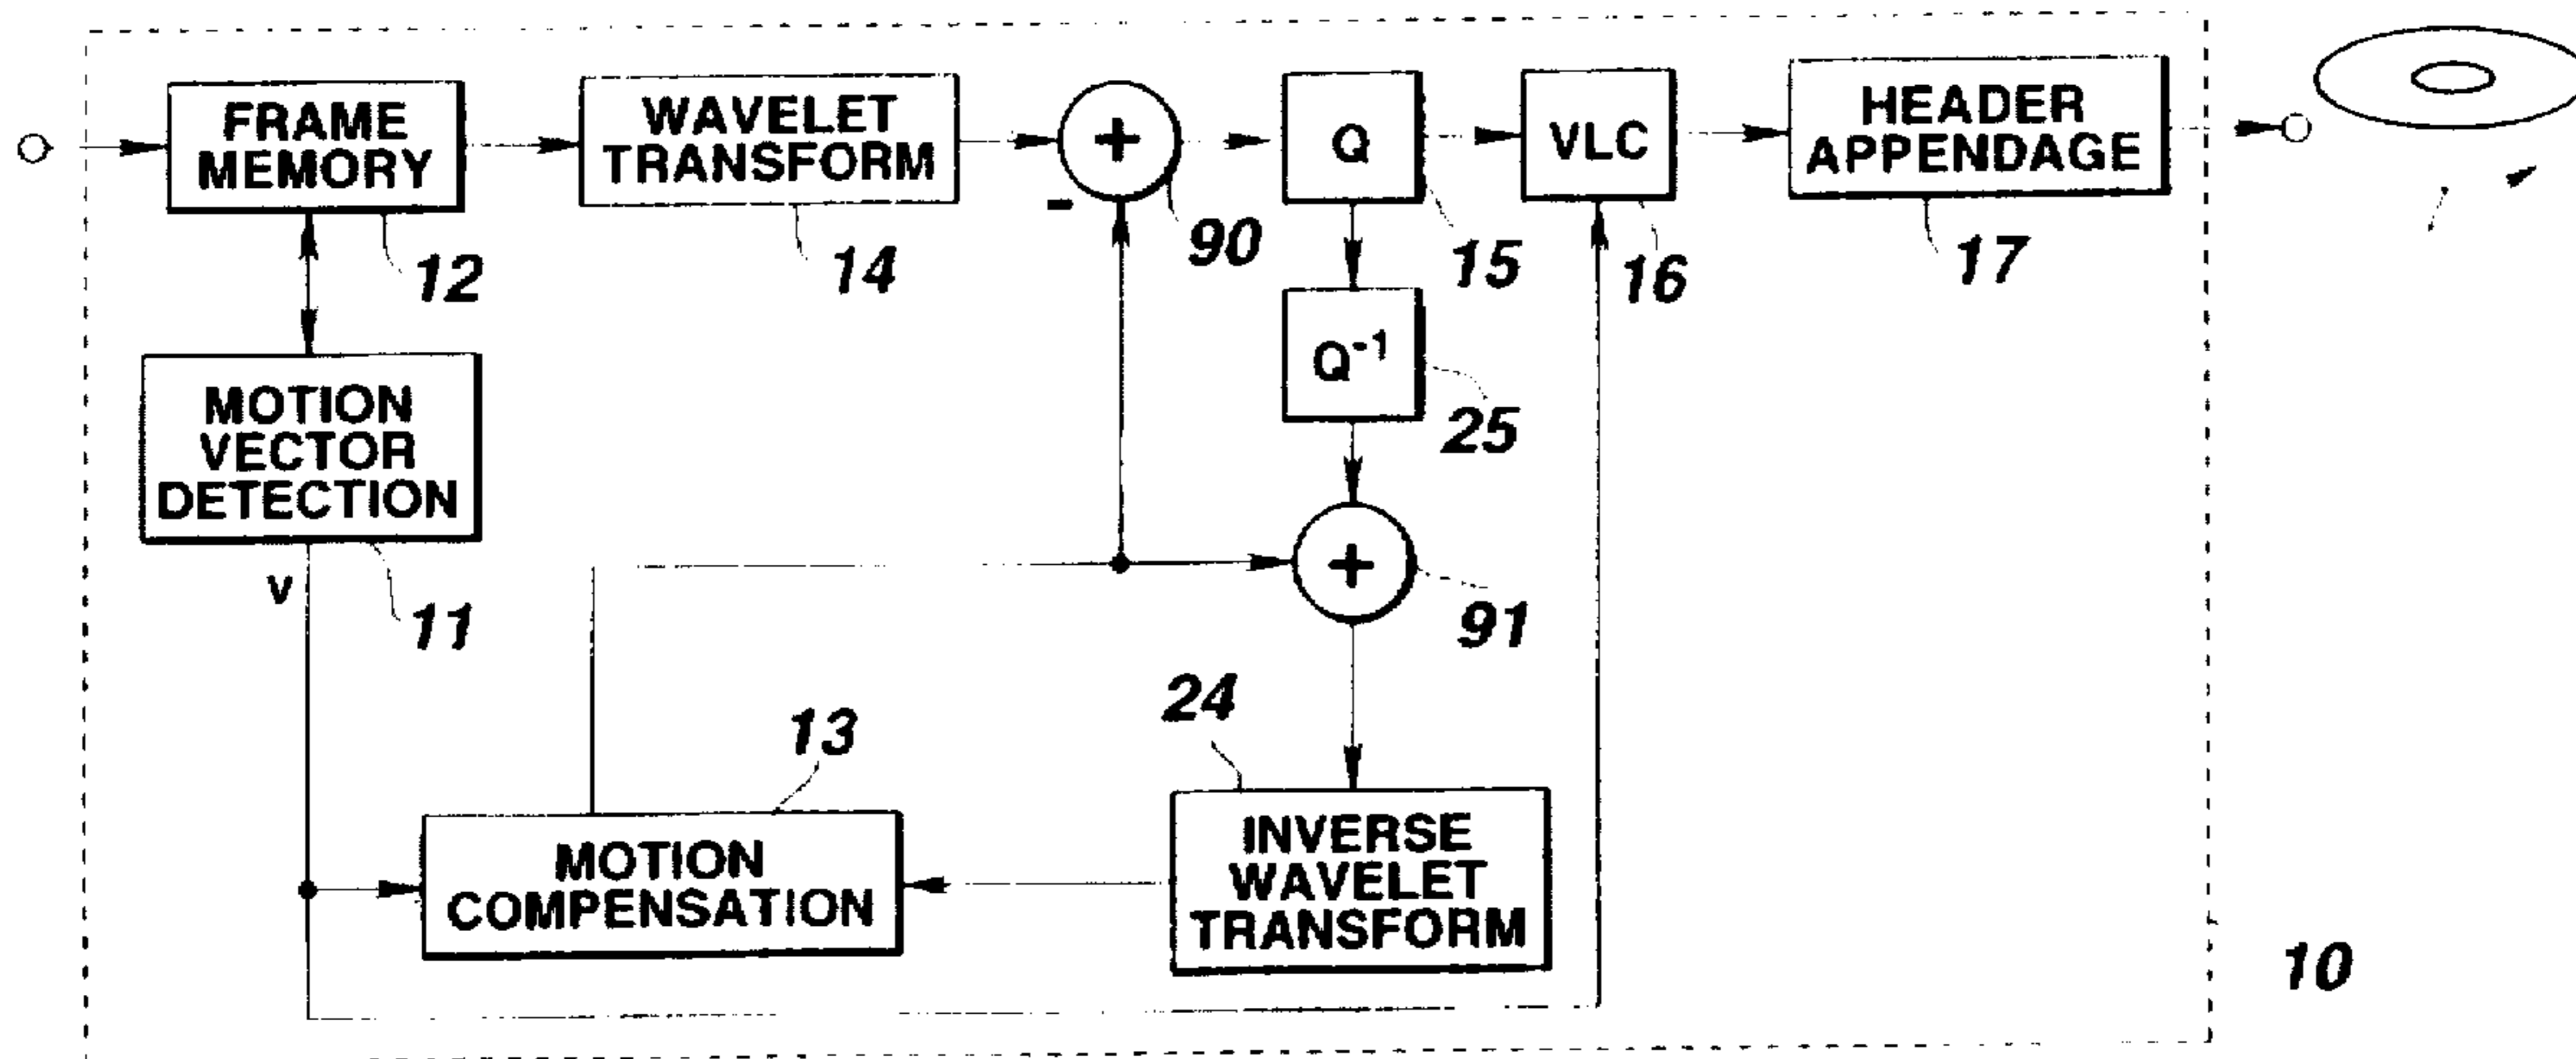 FRAME
MEMORY
12
WAVELET
TRANSFORM
14
+
-
90
Q
15
VLC
16
HEADER
APPENDAGE
17
MOTION
VECTOR
DETECTION
v
11
Q-1
25
+
91
13
MOTION
COMPENSATION
24
INVERSE
WAVELET
TRANSFORM
10